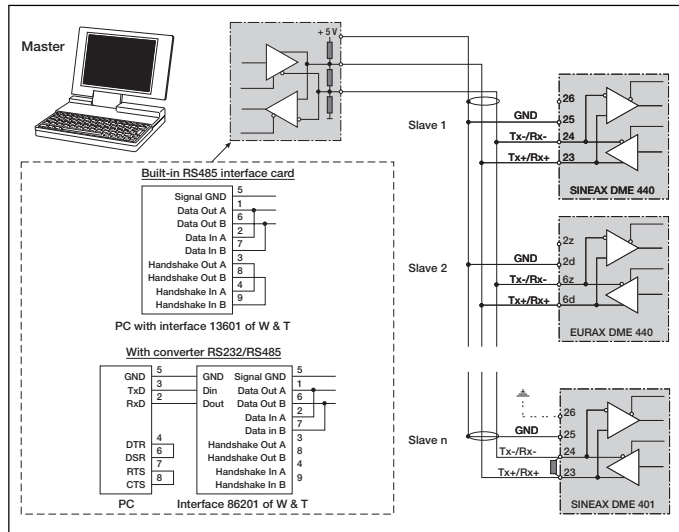 Master
+ 5 V
Slave 1
26
GND
25
Tx-/Rx-
24
Tx+/Rx+
23
SINEAX DME 440
Slave 2
2z
GND
2d
Tx-/Rx-
6z
Tx+/Rx+
6d
EURAX DME 440
Slave n
26
GND
25
Tx-/Rx-
24
Tx+/Rx+
23
SINEAX DME 401
Built-in RS485 interface card
Signal GND 5
Data Out A 1
Data Out B 6
Data In A 2
Data In B 7
Handshake Out A 3
Handshake Out B 8
Handshake In A 4
Handshake In B 9
PC with interface 13601 of W & T
With converter RS232/RS485
GND 5 GND Signal GND 5
TxD 3 Din Data Out A 1
RxD 2 Dout Data Out B 6
Data In A 2
Data in B 7
DTR 4 Handshake Out A 3
DSR 6 Handshake Out B 8
RTS 7 Handshake In A 4
CTS 8 Handshake In B 9
PC Interface 86201 of W & T